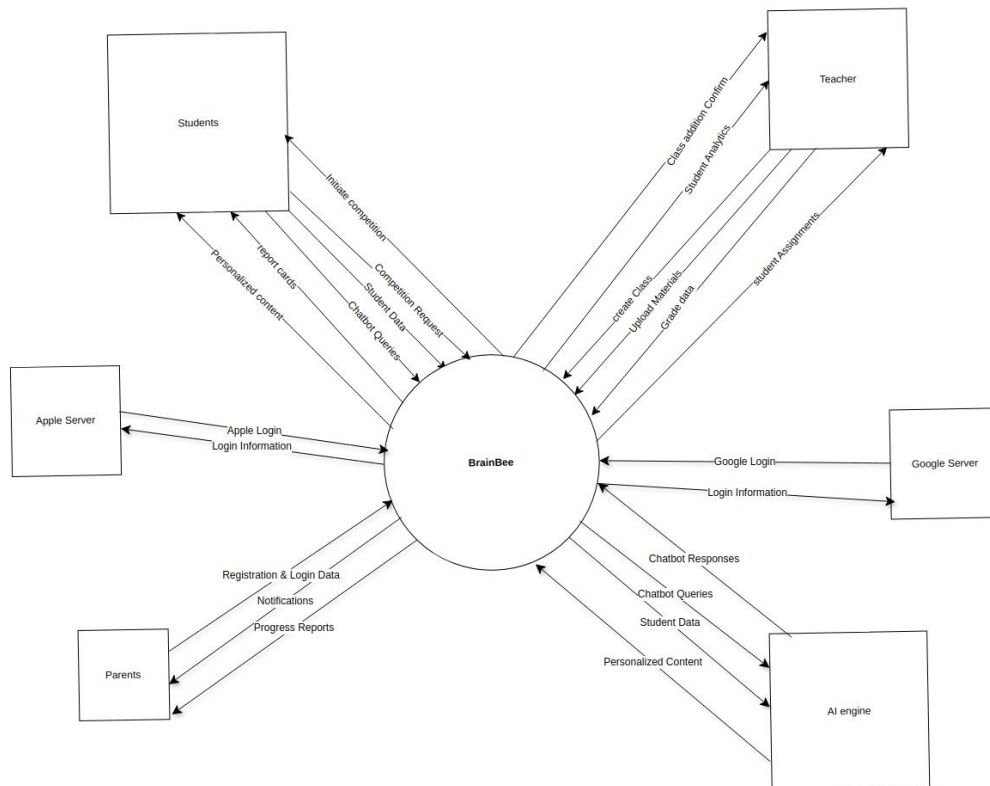 Teacher
Students
Class addition Confirm
Student Analytics
Initiate competition
report cards
Personalized content
Competition Request
Student Data
Chatbot Queries
create Class
Upload Materials
Grade data
student Assignments
Apple Server
Apple Login
Login Information
BrainBee
Google Login
Google Server
Login Information
Registration & Login Data
Notifications
Progress Reports
Parents
Chatbot Responses
Chatbot Queries
Student Data
Personalized Content
AI engine